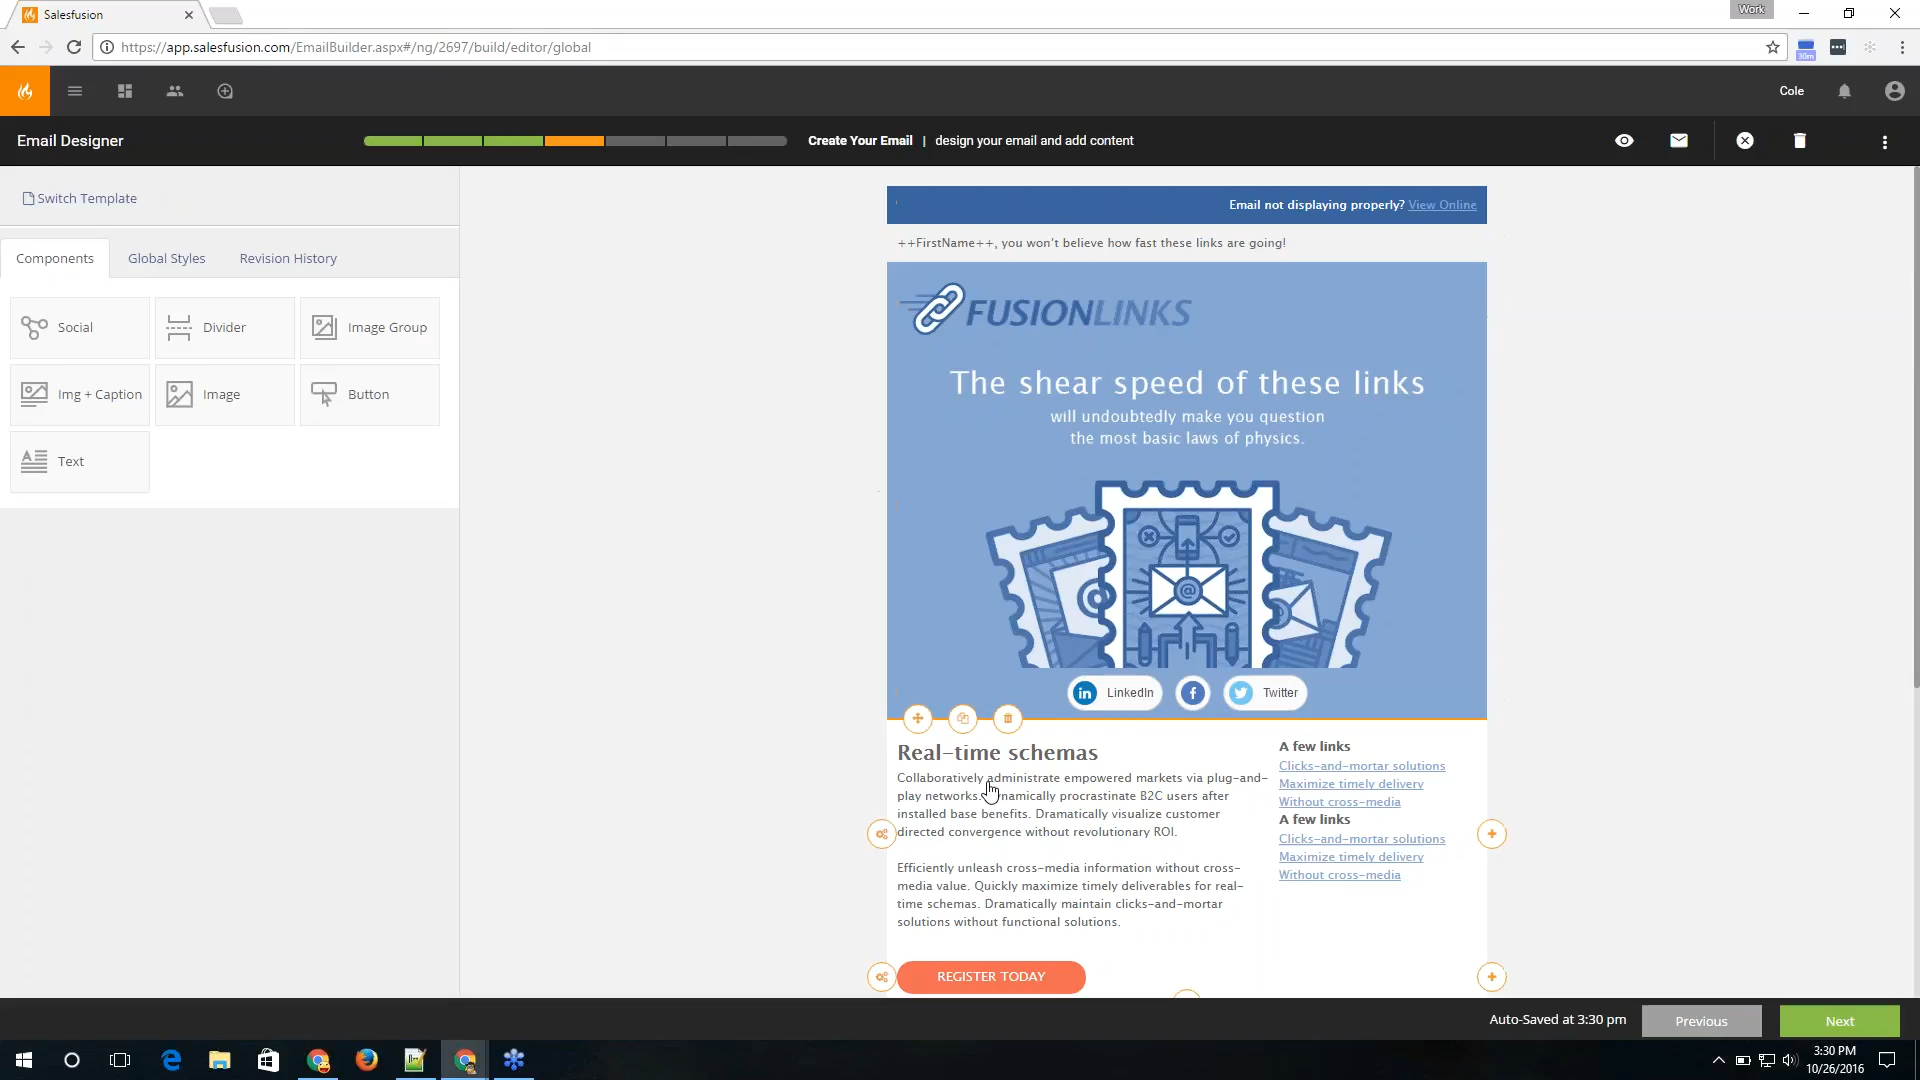 Salesfusion
Work
https://app.salesfusion.com/EmailBuilder.aspx#/ng/2697/build/editor/global
30m
Cole
Email Designer
Create Your Email | design your email and add content
Switch Template
Components
Global Styles
Revision History
Social
Divider
Image Group
Img + Caption
Image
Button
Text
Email not displaying properly? View Online
++FirstName++, you won't believe how fast these links are going!
FUSIONLINKS
The shear speed of these links
will undoubtedly make you question
the most basic laws of physics.
LinkedIn
Twitter
Real-time schemas
Collaboratively administrate empowered markets via plug-and-
play networks. namically procrastinate B2C users after
installed base benefits. Dramatically visualize customer
directed convergence without revolutionary ROI.
Efficiently unleash cross-media information without cross-
media value. Quickly maximize timely deliverables for real-
time schemas. Dramatically maintain clicks-and-mortar
solutions without functional solutions.
REGISTER TODAY
A few links
Clicks-and-mortar solutions
Maximize timely delivery
Without cross-media
A few links
Clicks-and-mortar solutions
Maximize timely delivery
Without cross-media
Auto-Saved at 3:30 pm
Previous
Next
3:30 PM
10/26/2016